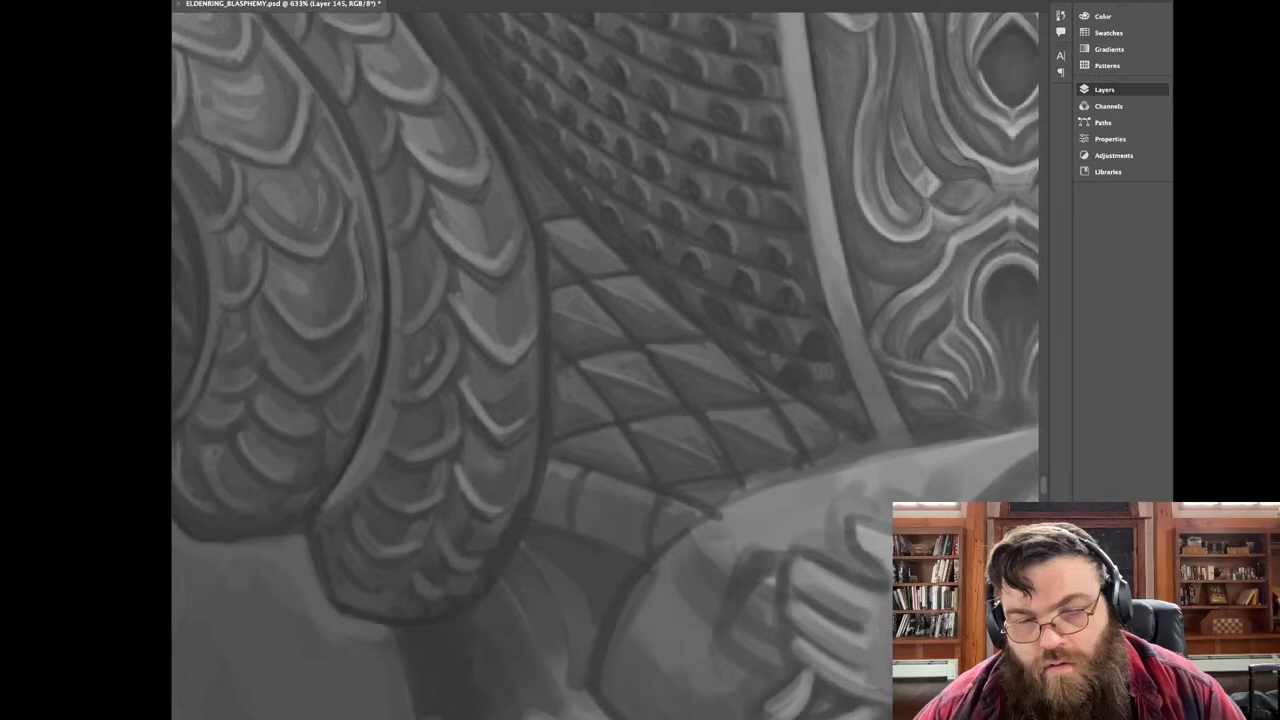 × ELDENRING_BLASPHEMY.psd @ 633% (Layer 145, RGB/8*) *
Color
Swatches
Gradients
Patterns
Layers
Channels
Paths
Properties
Adjustments
Libraries